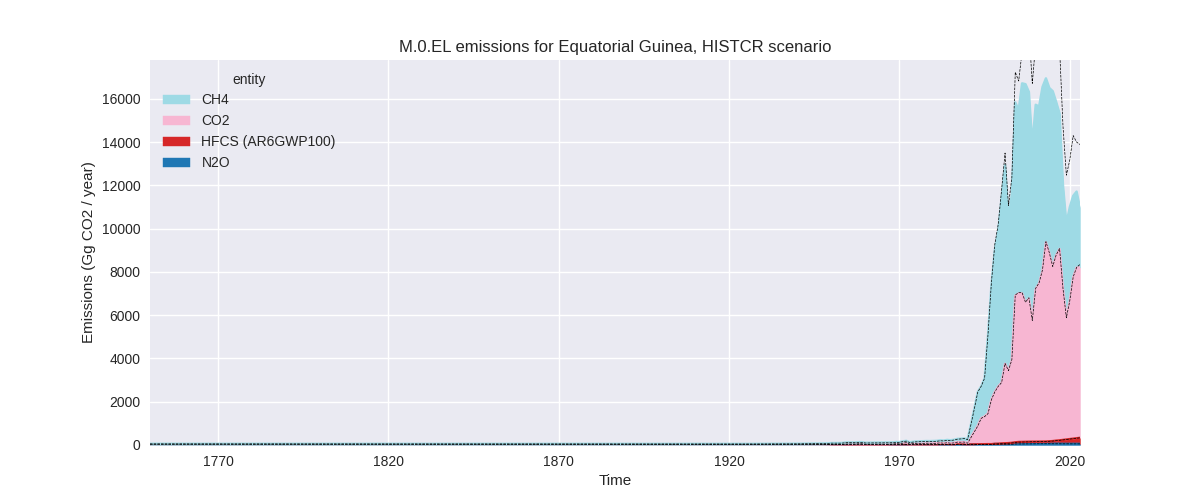 M.0.EL emissions for Equatorial Guinea, HISTCR scenario
entity
CH4
CO2
HFCS (AR6GWP100)
N2O
Emissions (Gg CO2 / year)
16000
14000
12000
10000
8000
6000
4000
2000
0
1770 1820 1870 1920 1970 2020
Time